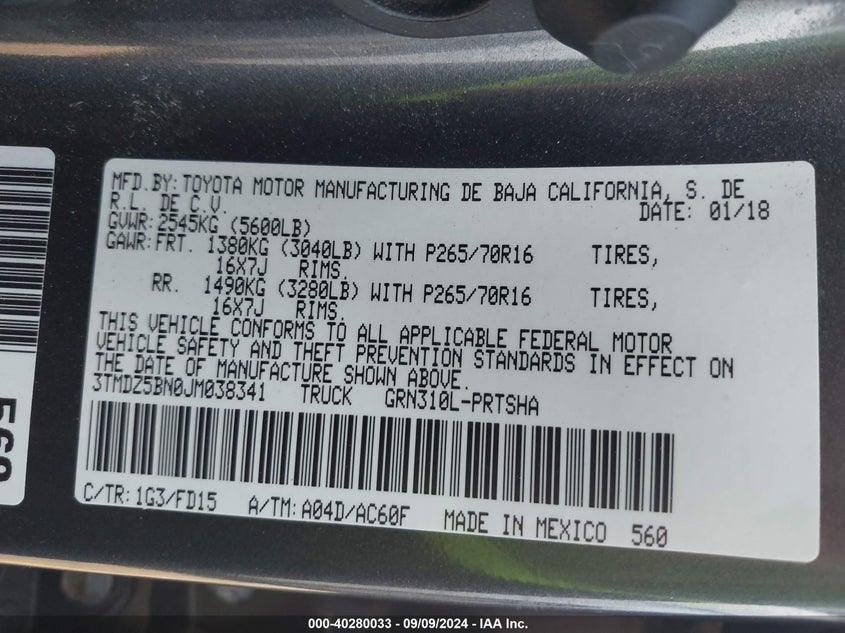 MFD. BY: TOYOTA MOTOR MANUFACTURING DE BAJA CALIFORNIA, S. DE
R.L. DE C.V. DATE: 01/18
GVWR: 2545KG (5600LB)
GAWR: FRT. 1380KG (3040LB) WITH P265/70R16 TIRES,
16X7J RIMS.
RR. 1490KG (3280LB) WITH P265/70R16 TIRES,
16X7J RIMS.
THIS VEHICLE CONFORMS TO ALL APPLICABLE FEDERAL MOTOR
VEHICLE SAFETY AND THEFT PREVENTION STANDARDS IN EFFECT ON
THE DATE OF MANUFACTURE SHOWN ABOVE.
3TMDZ5BN0JM038341 TRUCK GRN310L-PRTSHA
C/TR: 1G3/FD15 A/TM: A04D/AC60F MADE IN MEXICO 560
000-40280033 - 09/09/2024 - IAA Inc.